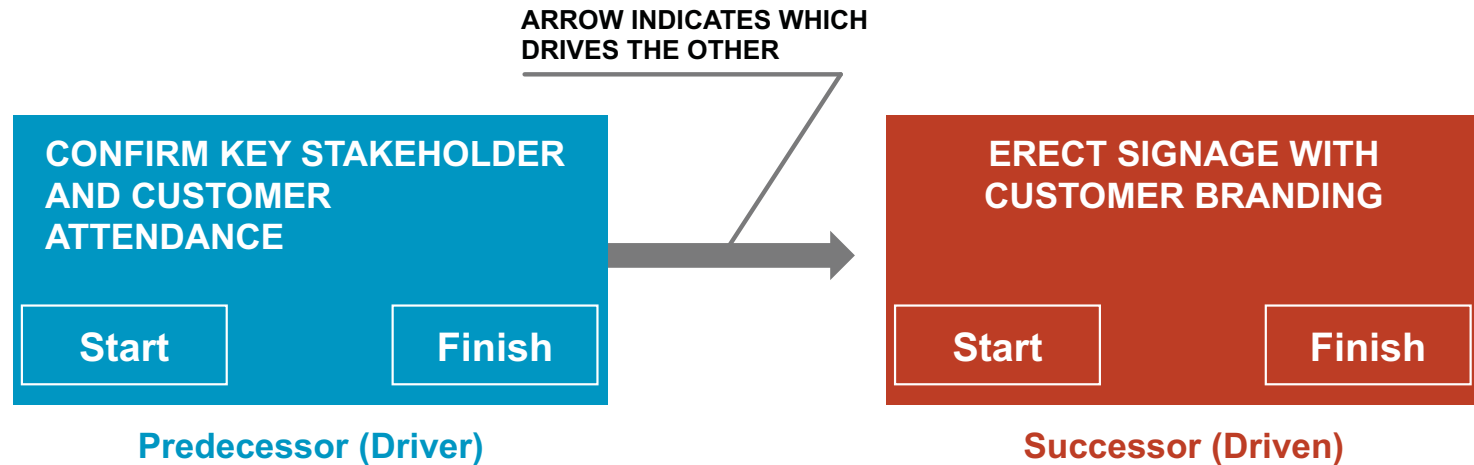 ARROW INDICATES WHICH
DRIVES THE OTHER
CONFIRM KEY STAKEHOLDER
AND CUSTOMER
ATTENDANCE
Start
Finish
Predecessor (Driver)
ERECT SIGNAGE WITH
CUSTOMER BRANDING
Start
Finish
Successor (Driven)